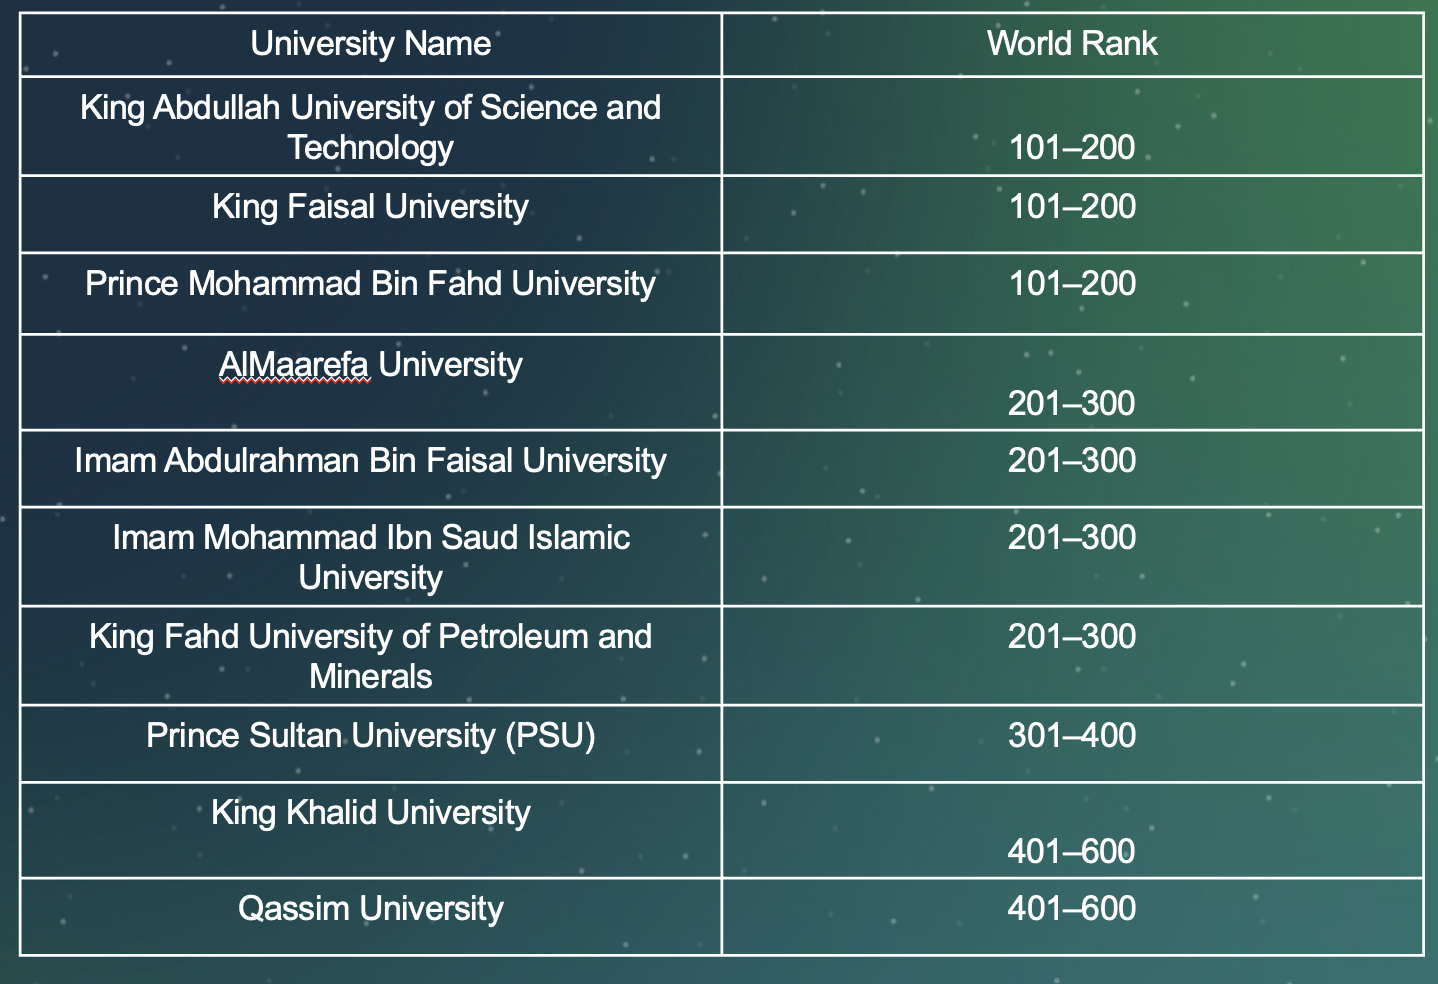 University Name
World Rank
King Abdullah University of Science and
Technology
101–200
King Faisal University
101–200
Prince Mohammad Bin Fahd University
101–200
AlMaarefa University
201–300
Imam Abdulrahman Bin Faisal University
201–300
Imam Mohammad Ibn Saud Islamic
University
201–300
King Fahd University of Petroleum and
Minerals
201–300
Prince Sultan University (PSU)
301–400
King Khalid University
401–600
Qassim University
401–600